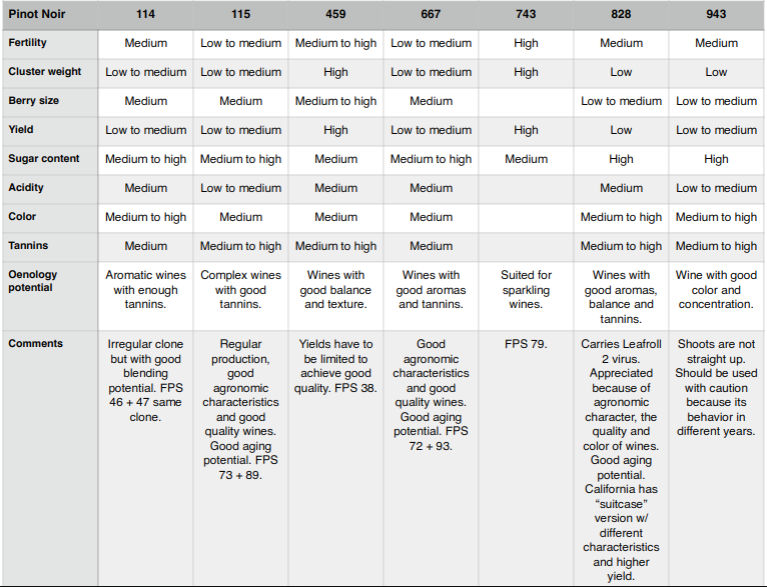 Pinot Noir 114 115 459 667 743 828 943
Fertility Medium Low to medium Medium to high Low to medium High Medium Medium
Cluster weight Low to medium Low to medium High Low to medium High Low Low
Berry size Medium Medium Medium to high Medium Low to medium Low to medium
Yield Low to medium Low to medium High Low to medium High Low Low to medium
Sugar content Medium to high Medium to high Medium Medium to high Medium High High
Acidity Medium Low to medium Medium Medium Medium Low to medium
Color Medium to high Medium Medium Medium Medium to high Medium to high
Tannins Medium Medium to high Medium to high Medium Medium to high Medium to high
Oenology
potential
Aromatic wines
with enough
tannins.
Complex wines
with good
tannins.
Wines with
good balance
and texture.
Wines with
good aromas
and tannins.
Suited for
sparkling
wines.
Wines with
good aromas,
balance and
tannins.
Wine with good
color and
concentration.
Comments
Irregular clone
but with good
blending
potential. FPS
46 + 47 same
clone.
Regular
production,
good
agronomic
characteristics
and good
quality wines.
Good aging
potential. FPS
73 + 89.
Yields have to
be limited to
achieve good
quality. FPS 38.
Good
agronomic
characteristics
and good
quality wines.
Good aging
potential. FPS
72 + 93.
FPS 79.
Carries Leafroll
2 virus.
Appreciated
because of
agronomic
character, the
quality and
color of wines.
Good aging
potential.
California has
“suitcase”
version w/
different
characteristics
and higher
yield.
Shoots are not
straight up.
Should be used
with caution
because its
behavior in
different years.